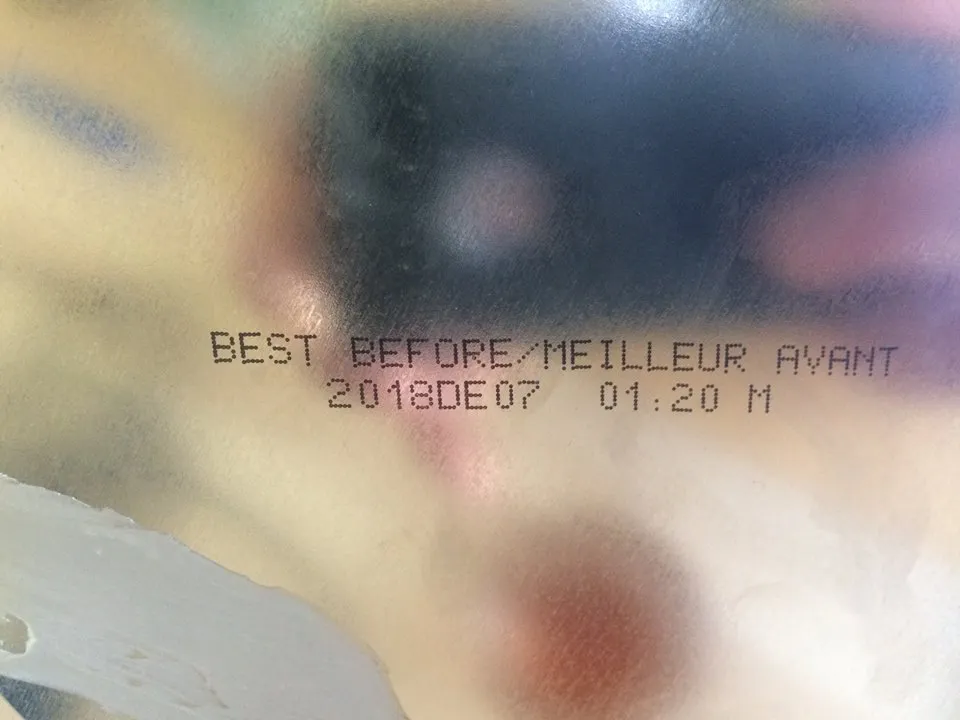 BEST BEFORE/MEILLEUR AVANT
2018DE07 01:20 M